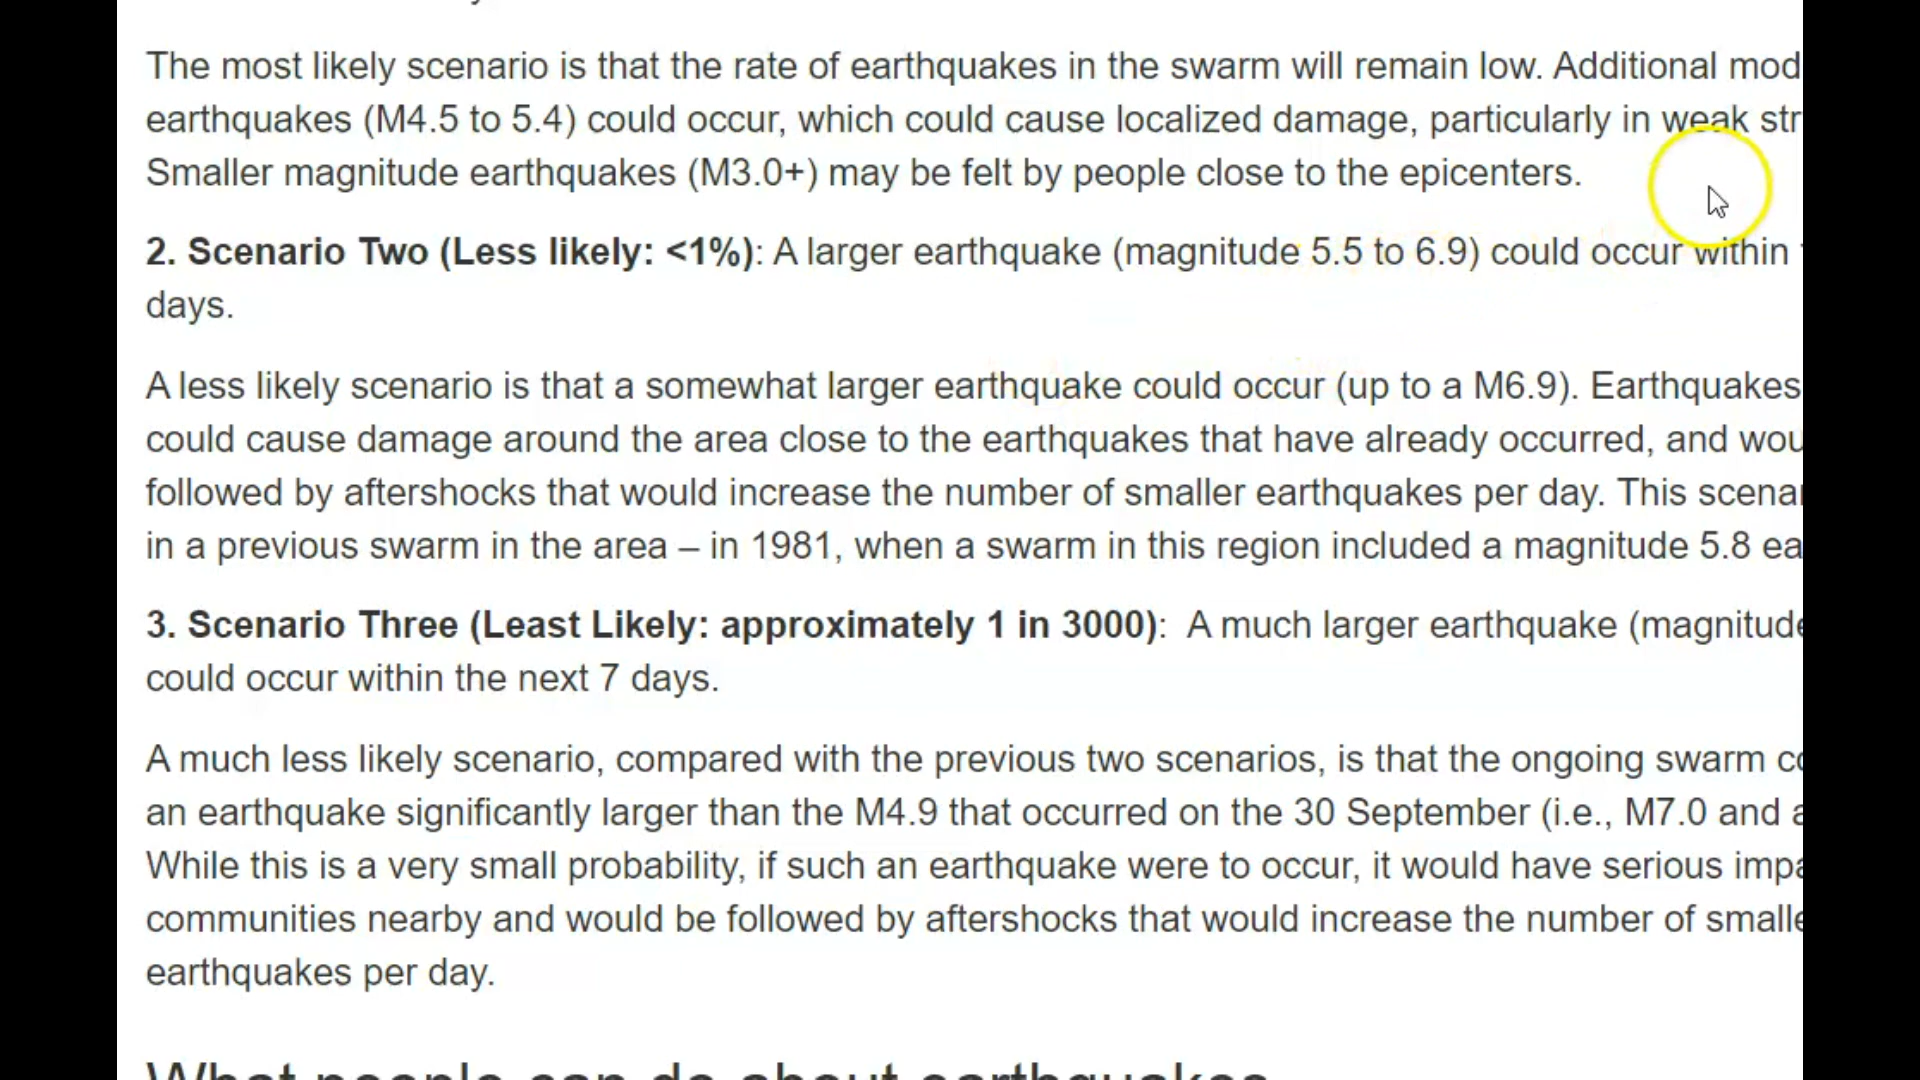 The most likely scenario is that the rate of earthquakes in the swarm will remain low. Additional mod
earthquakes (M4.5 to 5.4) could occur, which could cause localized damage, particularly in weak str
Smaller magnitude earthquakes (M3.0+) may be felt by people close to the epicenters.
2. Scenario Two (Less likely: <1%): A larger earthquake (magnitude 5.5 to 6.9) could occur within
days.
A less likely scenario is that a somewhat larger earthquake could occur (up to a M6.9). Earthquakes
could cause damage around the area close to the earthquakes that have already occurred, and wou
followed by aftershocks that would increase the number of smaller earthquakes per day. This scenar
in a previous swarm in the area – in 1981, when a swarm in this region included a magnitude 5.8 ea
3. Scenario Three (Least Likely: approximately 1 in 3000): A much larger earthquake (magnitude
could occur within the next 7 days.
A much less likely scenario, compared with the previous two scenarios, is that the ongoing swarm co
an earthquake significantly larger than the M4.9 that occurred on the 30 September (i.e., M7.0 and a
While this is a very small probability, if such an earthquake were to occur, it would have serious impa
communities nearby and would be followed by aftershocks that would increase the number of smalle
earthquakes per day.
What people can do about earthquakes